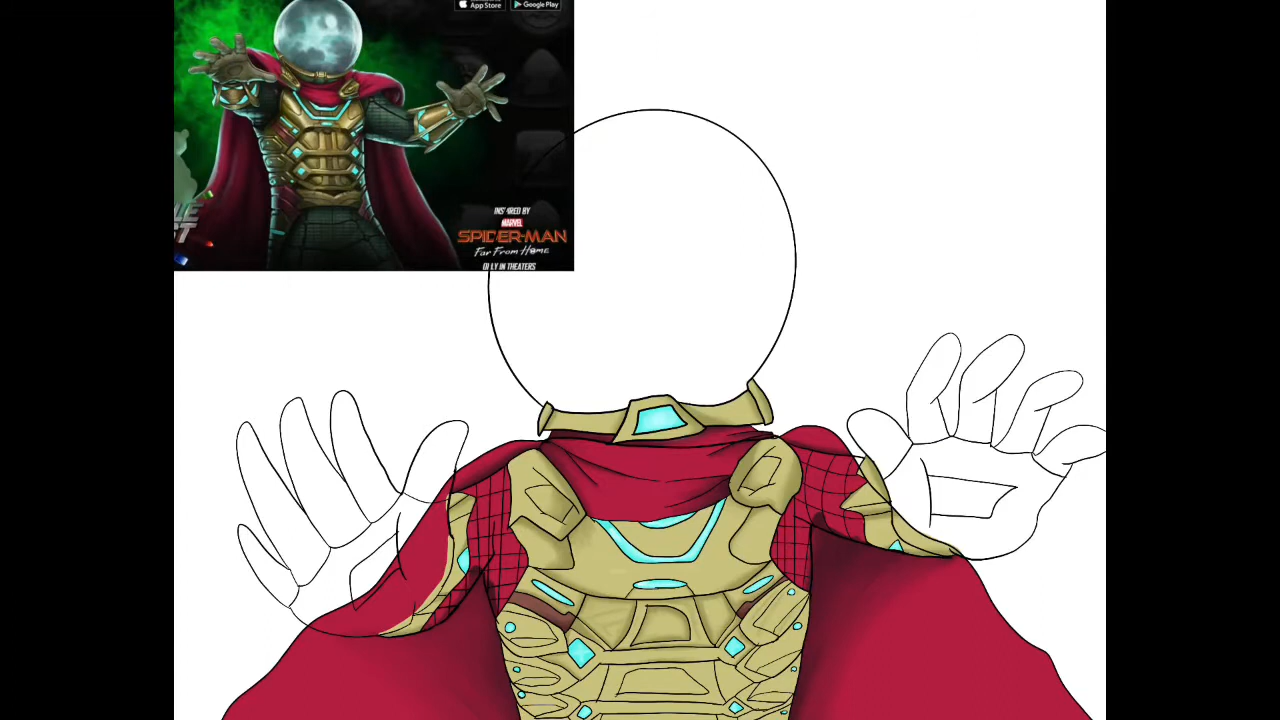 App Store
Google Play
INSPIRED BY
MARVEL
SPIDER-MAN
Far From Home
ONLY IN THEATERS